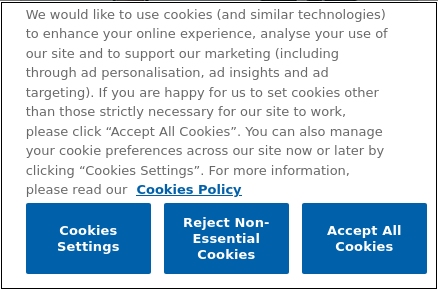 We would like to use cookies (and similar technologies)
to enhance your online experience, analyse your use of
our site and to support our marketing (including
through ad personalisation, ad insights and ad
targeting). If you are happy for us to set cookies other
than those strictly necessary for our site to work,
please click “Accept All Cookies”. You can also manage
your cookie preferences across our site now or later by
clicking “Cookies Settings”. For more information,
please read our Cookies Policy
Cookies
Settings
Reject Non-
Essential
Cookies
Accept All
Cookies